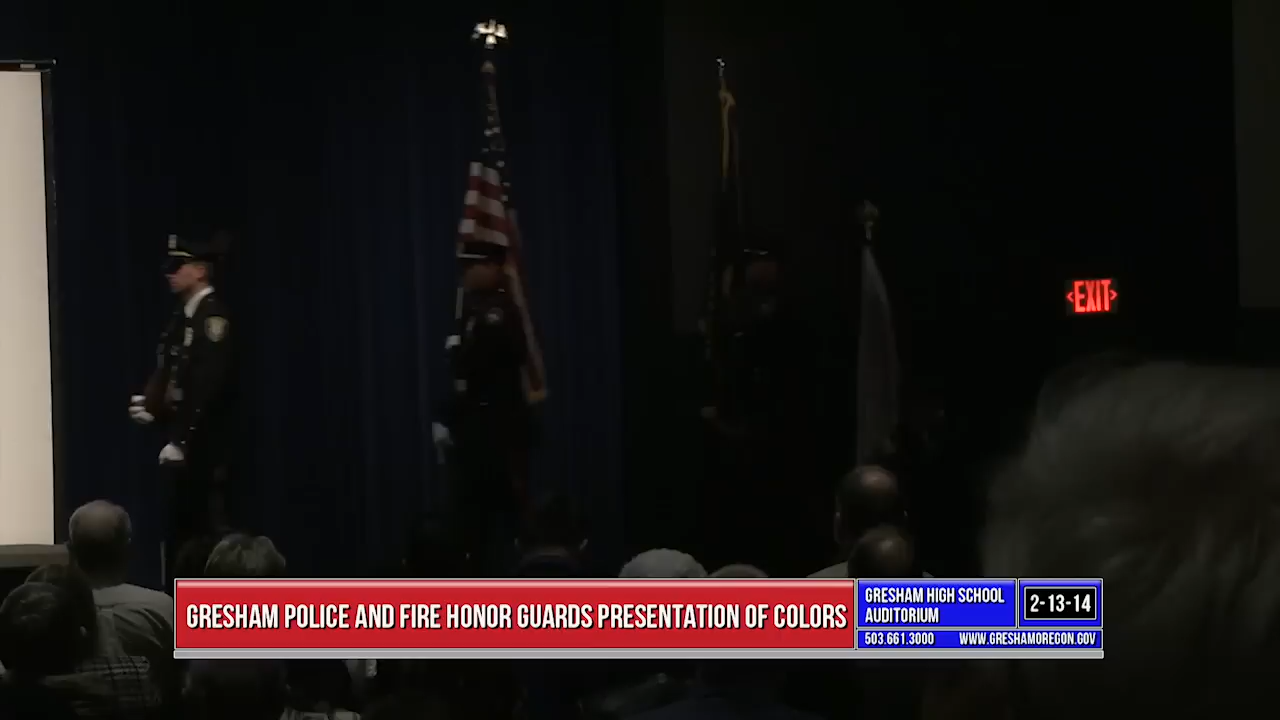 <EXIT>
GRESHAM POLICE AND FIRE HONOR GUARDS PRESENTATION OF COLORS
GRESHAM HIGH SCHOOL
AUDITORIUM
2-13-14
503.661.3000 WWW.GRESHAMOREGON.GOV